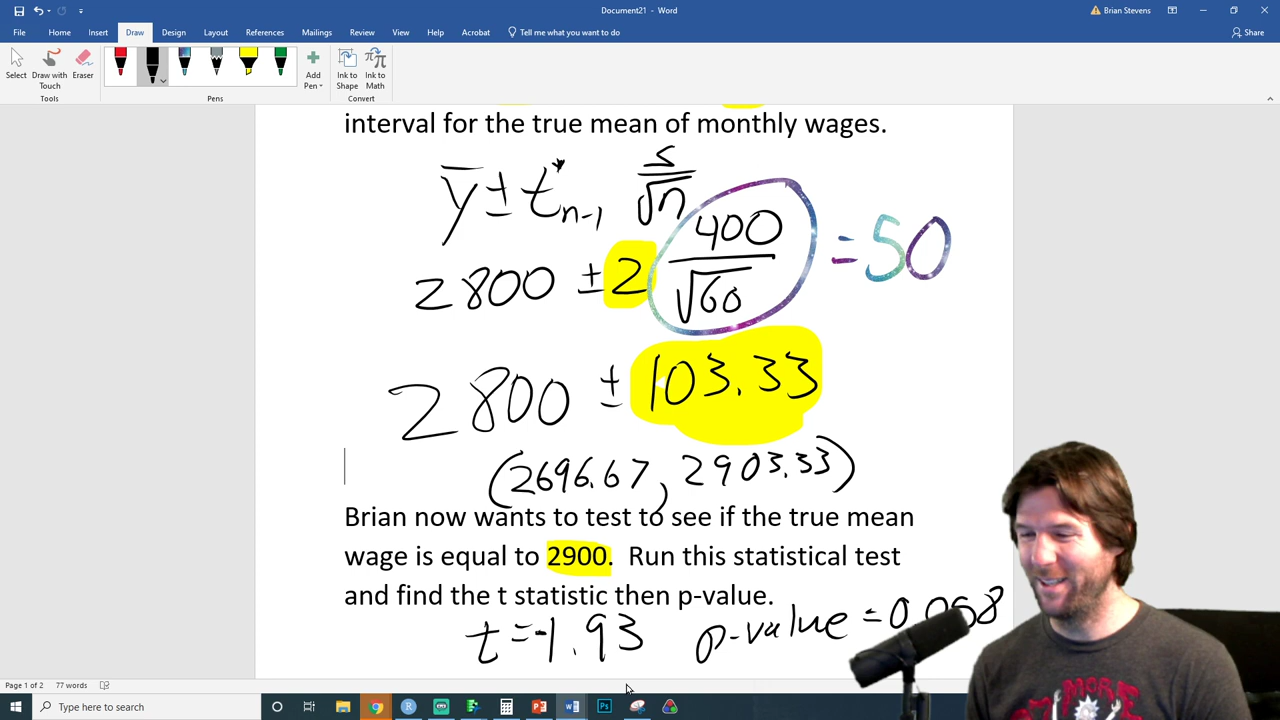 Document21 - Word
Brian Stevens
File Home Insert Draw Design Layout References Mailings Review View Help Acrobat Tell me what you want to do
Share
Select Draw with Touch Eraser Add Pen Ink to Shape Ink to Math
Tools Pens Convert
interval for the true mean of monthly wages.
y̅ ± t*n-1 s/√n
2800 ± 2 400/√60 = 50
2800 ± 103.33
(2696.67, 2903.33)
Brian now wants to test to see if the true mean
wage is equal to 2900. Run this statistical test
and find the t statistic then p-value.
t = -1.93 p-value = 0.058
Page 1 of 2 77 words
Type here to search